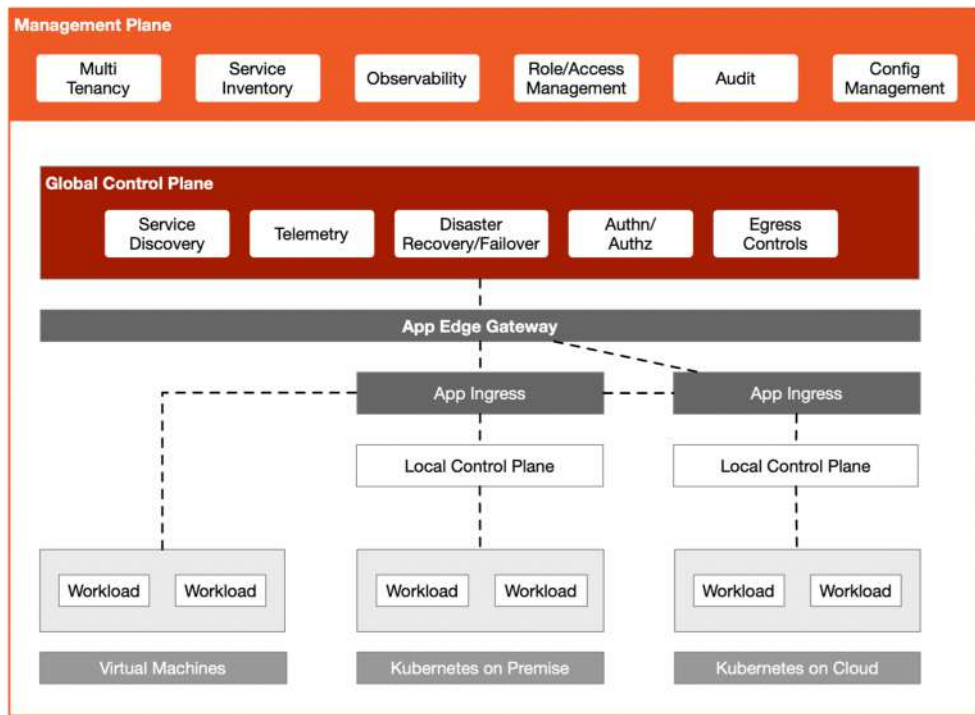 Management Plane
Multi
Tenancy
Service
Inventory
Observability
Role/Access
Management
Audit
Config
Management
Global Control Plane
Service
Discovery
Telemetry
Disaster
Recovery/Failover
Authn/
Authz
Egress
Controls
App Edge Gateway
App Ingress
App Ingress
Local Control Plane
Local Control Plane
Workload
Workload
Workload
Workload
Workload
Workload
Virtual Machines
Kubernetes on Premise
Kubernetes on Cloud